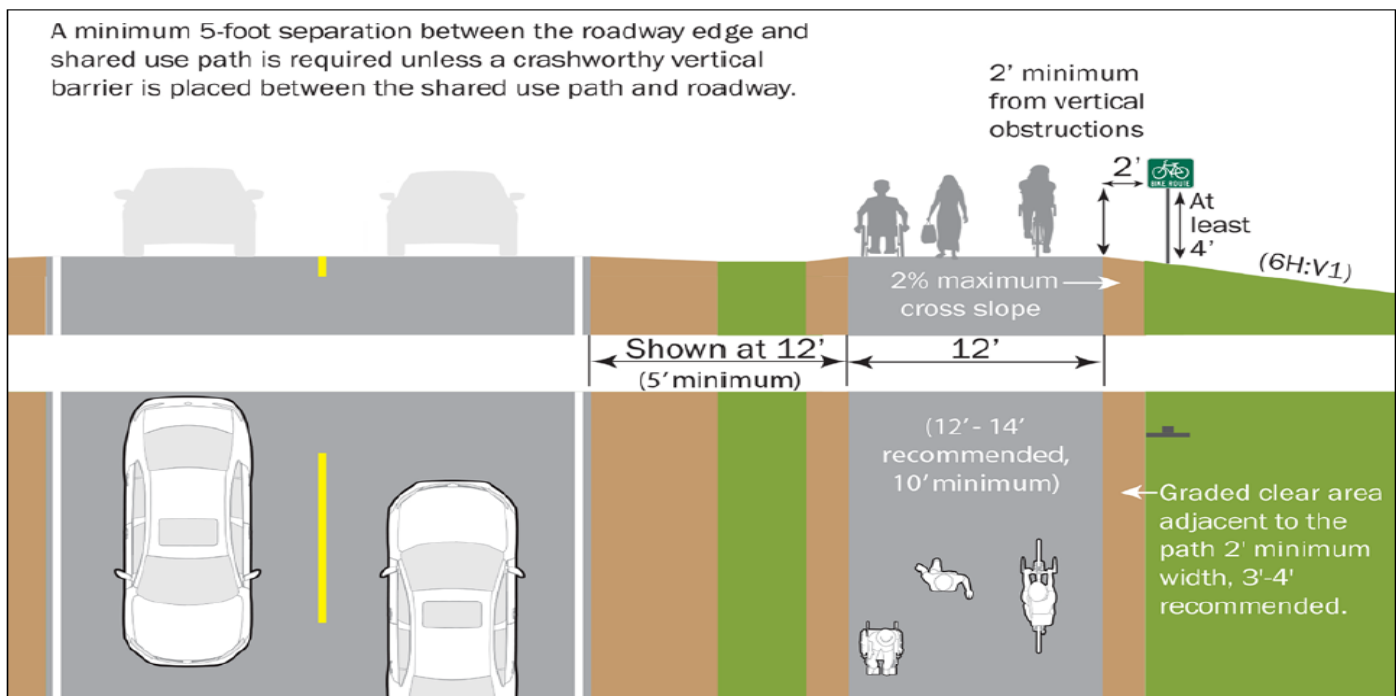 A minimum 5-foot separation between the roadway edge and
shared use path is required unless a crashworthy vertical
barrier is placed between the shared use path and roadway.
2’ minimum
from vertical
obstructions
2’
BIKE ROUTE
At
least
4’
(6H:V1)
2% maximum
cross slope
Shown at 12’
(5’ minimum)
12’
(12’ - 14’
recommended,
10’ minimum)
Graded clear area
adjacent to the
path 2' minimum
width, 3'-4'
recommended.